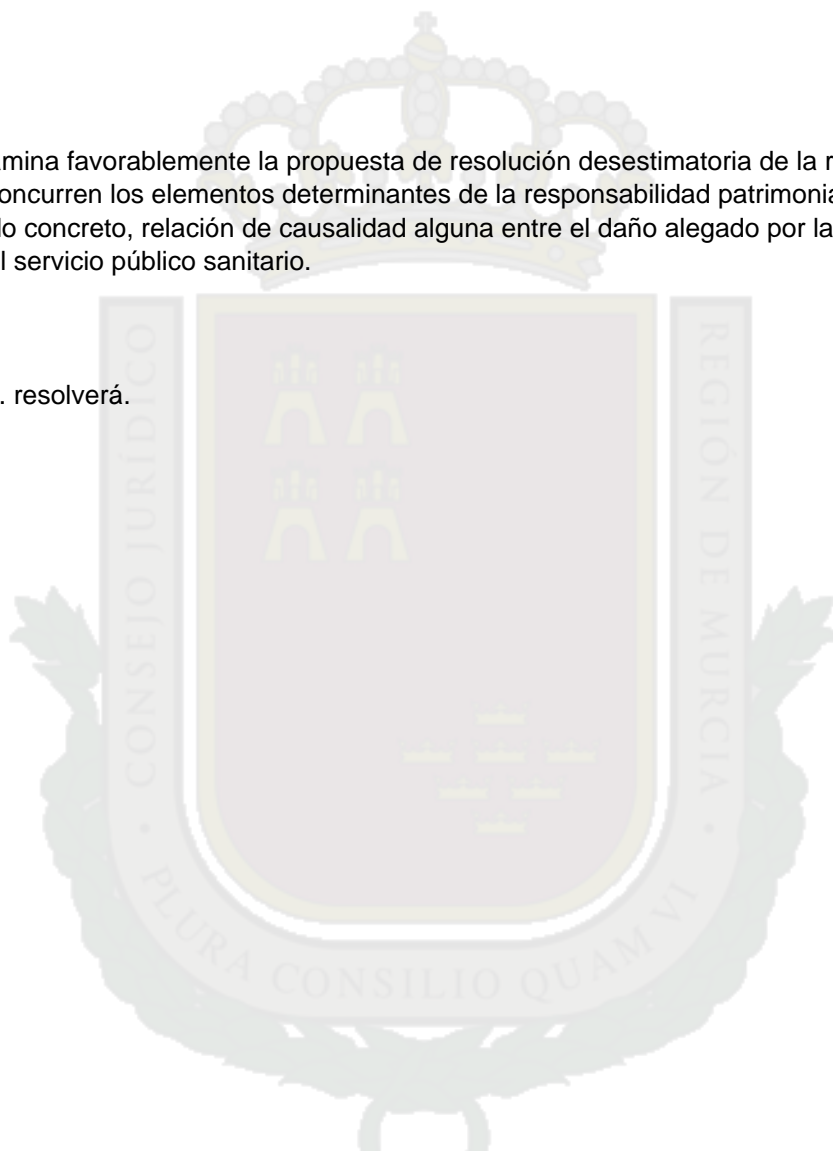 amina favorablemente la propuesta de resolución desestimatoria de la r
oncurren los elementos determinantes de la responsabilidad patrimonia
do concreto, relación de causalidad alguna entre el daño alegado por la
l servicio público sanitario.
. resolverá.
CONSEJO JURÍDICO
REGIÓN DE MURCIA
PLURA CONSILIO QUAM VI